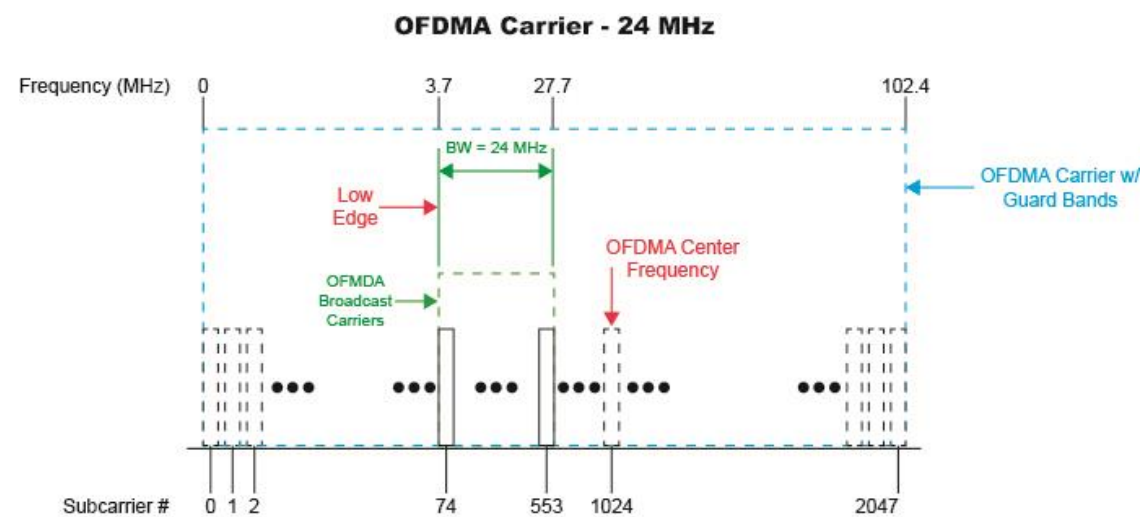 OFDMA Carrier - 24 MHz
Frequency (MHz) 0 3.7 27.7 102.4
BW = 24 MHz
Low
Edge
OFDMA Carrier w/
Guard Bands
OFDMA Center
Frequency
OFMDA
Broadcast
Carriers
Subcarrier # 0 1 2 74 553 1024 2047